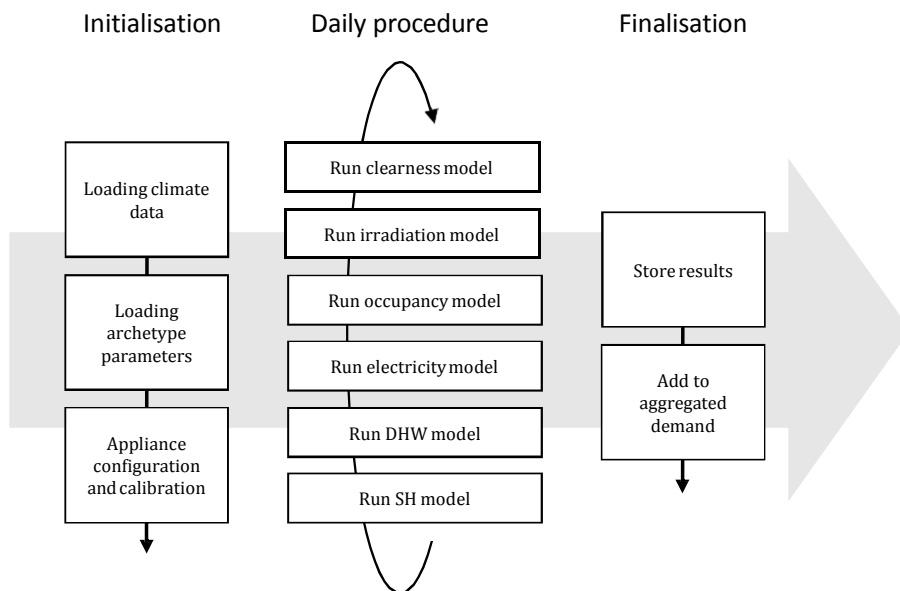 Initialisation
Daily procedure
Finalisation
Loading climate
data
Loading
archetype
parameters
Appliance
configuration
and calibration
Run clearness model
Run irradiation model
Run occupancy model
Run electricity model
Run DHW model
Run SH model
Store results
Add to
aggregated
demand